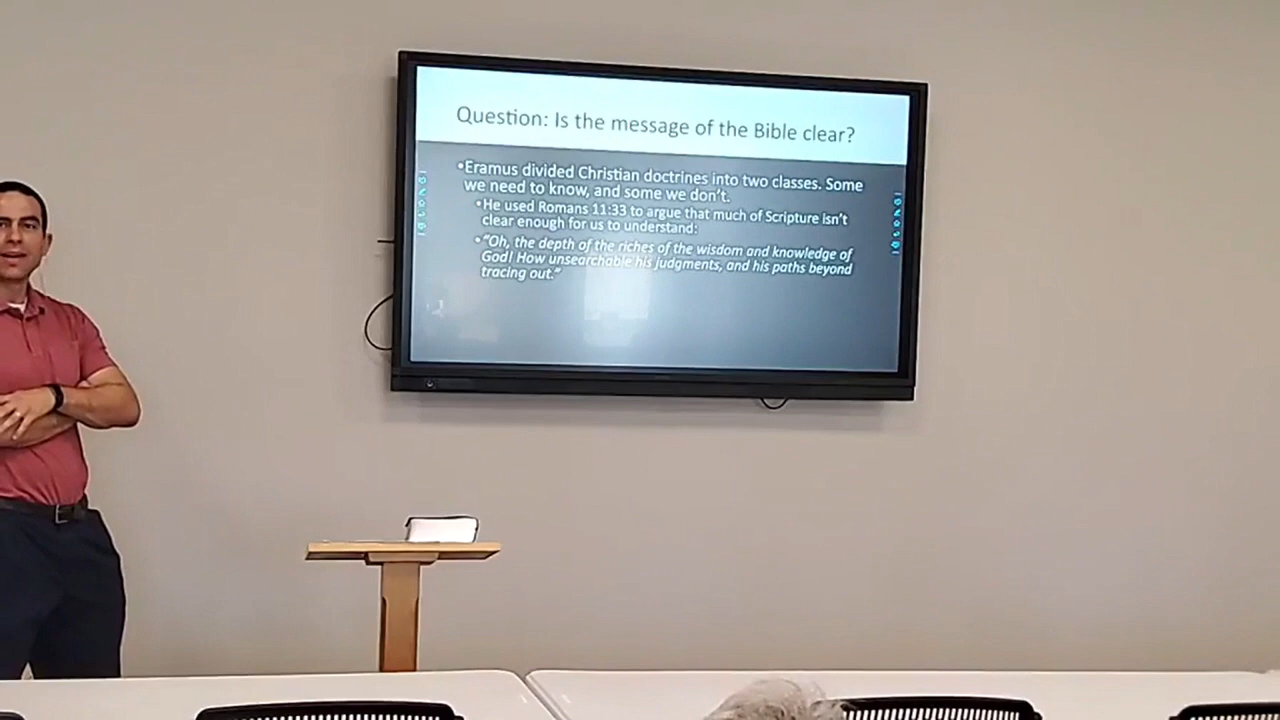 Question: Is the message of the Bible clear?
•Eramus divided Christian doctrines into two classes. Some
we need to know, and some we don't.
•He used Romans 11:33 to argue that much of Scripture isn't
clear enough for us to understand:
•"Oh, the depth of the riches of the wisdom and knowledge of
God! How unsearchable his judgments, and his paths beyond
tracing out."